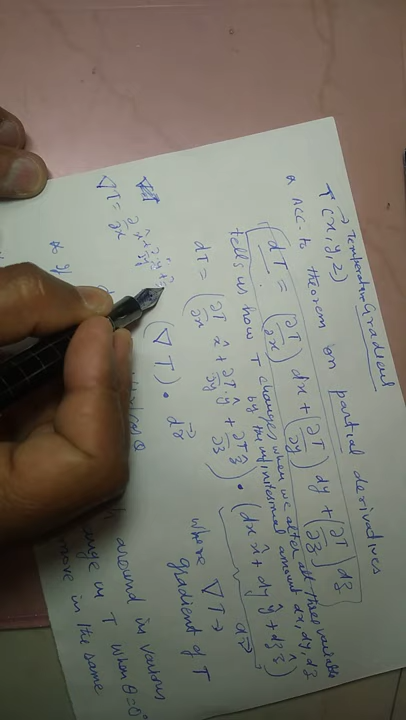 Gradient
T(x,y,z) → Temperature
* Acc. to theorem on partial derivatives
dT = (∂T/∂x) dx + (∂T/∂y) dy + (∂T/∂z) dz
tells us how T changes when we alter all three variables
by the infinitesimal amount dx, dy, dz
dT = (∂T/∂x x̂ + ∂T/∂y ŷ + ∂T/∂z ẑ) · (dx x̂ + dy ŷ + dz ẑ)
(∇T) · dr⃗
dr⃗
where ∇T →
gradient of T
∇T = ∂/∂x x̂ +
cos θ
around in various
in T when θ=0°
move in the same